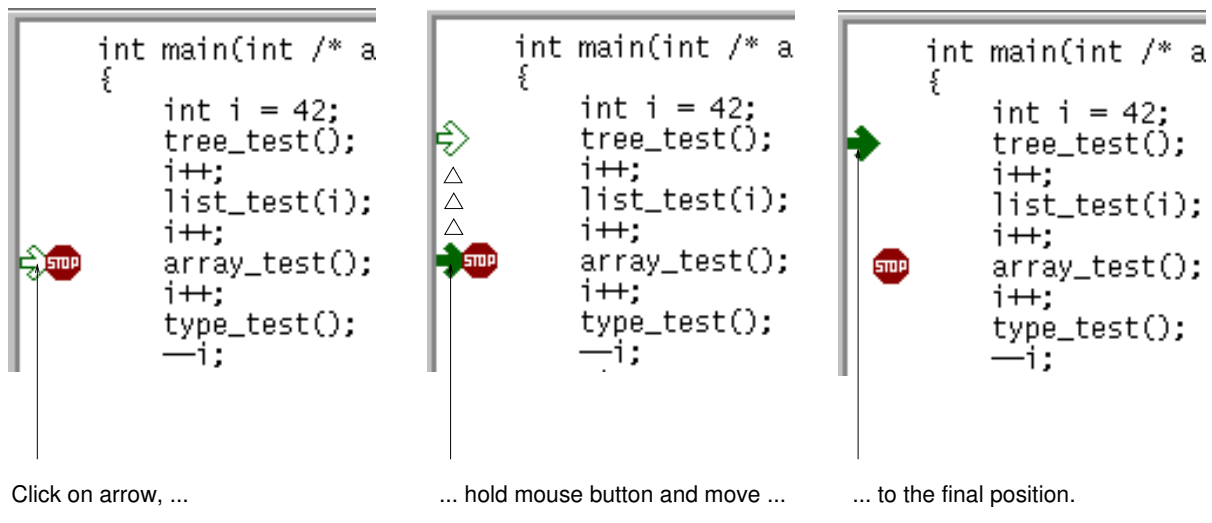 int main(int /* a
{
int i = 42;
tree_test();
i++;
list_test(i);
i++;
STOP array_test();
i++;
type_test();
--i;
Click on arrow, ...
int main(int /* a
{
int i = 42;
tree_test();
i++;
list_test(i);
i++;
STOP array_test();
i++;
type_test();
--i;
... hold mouse button and move ...
int main(int /* a
{
int i = 42;
tree_test();
i++;
list_test(i);
i++;
STOP array_test();
i++;
type_test();
--i;
... to the final position.